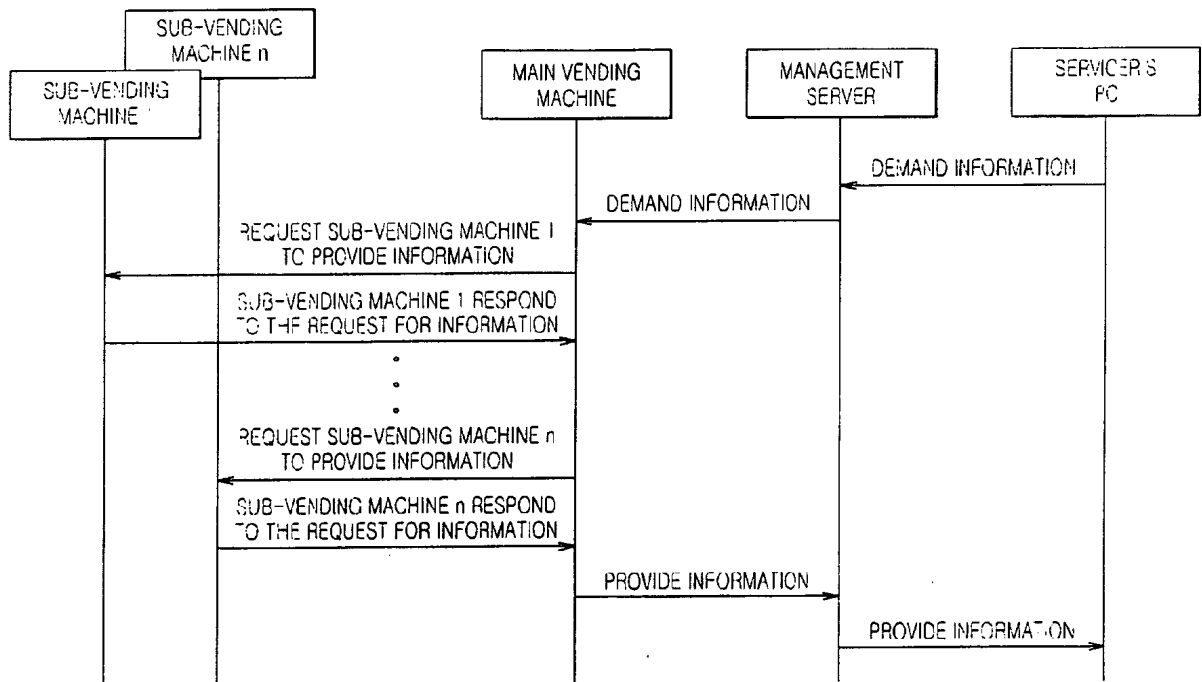 SUB-VENDING
MACHINE n
SUB-VENDING
MACHINE
MAIN VENDING
MACHINE
MANAGEMENT
SERVER
SERVICER'S
PC
DEMAND INFORMATION
DEMAND INFORMATION
REQUEST SUB-VENDING MACHINE 1
TO PROVIDE INFORMATION
SUB-VENDING MACHINE 1 RESPOND
TO THE REQUEST FOR INFORMATION
REQUEST SUB-VENDING MACHINE n
TO PROVIDE INFORMATION
SUB-VENDING MACHINE n RESPOND
TO THE REQUEST FOR INFORMATION
PROVIDE INFORMATION
PROVIDE INFORMATION